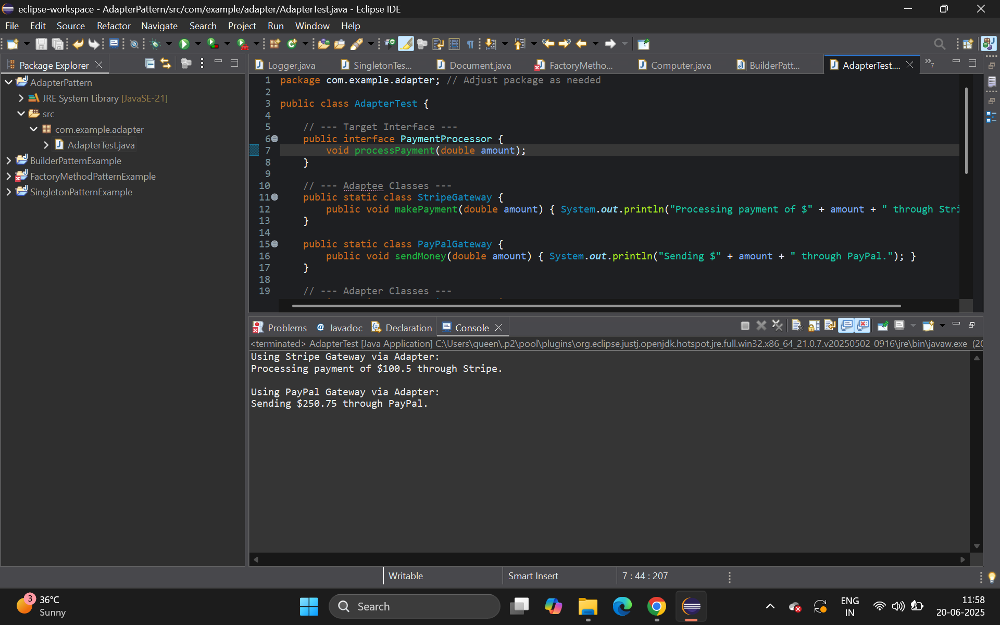 eclipse-workspace - AdapterPattern/src/com/example/adapter/AdapterTest.java - Eclipse IDE
File Edit Source Refactor Navigate Search Project Run Window Help
Package Explorer
AdapterPattern
JRE System Library [JavaSE-21]
src
com.example.adapter
AdapterTest.java
BuilderPatternExample
FactoryMethodPatternExample
SingletonPatternExample
Logger.java SingletonTes... Document.java FactoryMetho... Computer.java BuilderPatt... AdapterTest.... »7
1 package com.example.adapter; // Adjust package as needed
2
3 public class AdapterTest {
4
5 // --- Target Interface ---
6 public interface PaymentProcessor {
7 void processPayment(double amount);
8 }
9
10 // --- Adaptee Classes ---
11 public static class StripeGateway {
12 public void makePayment(double amount) { System.out.println("Processing payment of $" + amount + " through Stri
13 }
14
15 public static class PayPalGateway {
16 public void sendMoney(double amount) { System.out.println("Sending $" + amount + " through PayPal."); }
17 }
18
19 // --- Adapter Classes ---
Problems Javadoc Declaration Console
<terminated> AdapterTest [Java Application] C:\Users\queen\.p2\pool\plugins\org.eclipse.justj.openjdk.hotspot.jre.full.win32.x86_64_21.0.7.v20250502-0916\jre\bin\javaw.exe (20
Using Stripe Gateway via Adapter:
Processing payment of $100.5 through Stripe.
Using PayPal Gateway via Adapter:
Sending $250.75 through PayPal.
Writable Smart Insert 7 : 44 : 207
3
36°C
Sunny
Search
ENG
IN
11:58
20-06-2025